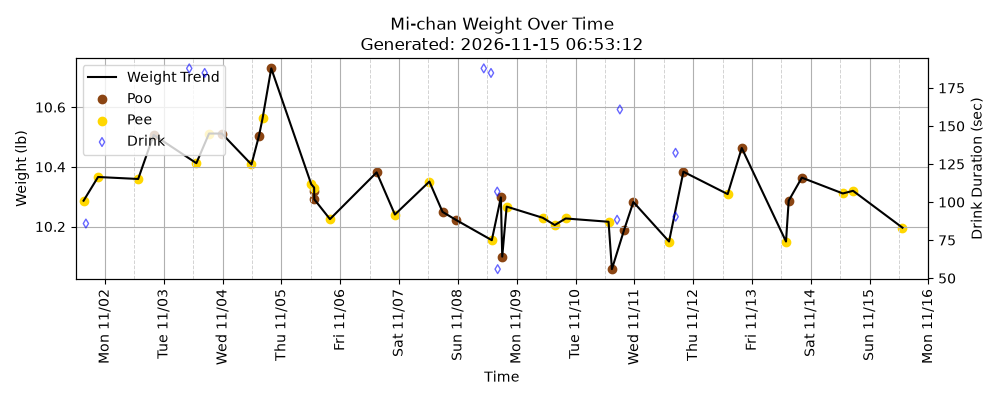 Mi-chan Weight Over Time
Generated: 2026-11-15 06:53:12
Weight Trend
Poo
Pee
Drink
Weight (lb)
10.6
10.4
10.2
Drink Duration (sec)
175
150
125
100
75
50
Mon 11/02
Tue 11/03
Wed 11/04
Thu 11/05
Fri 11/06
Sat 11/07
Sun 11/08
Mon 11/09
Tue 11/10
Wed 11/11
Thu 11/12
Fri 11/13
Sat 11/14
Sun 11/15
Mon 11/16
Time